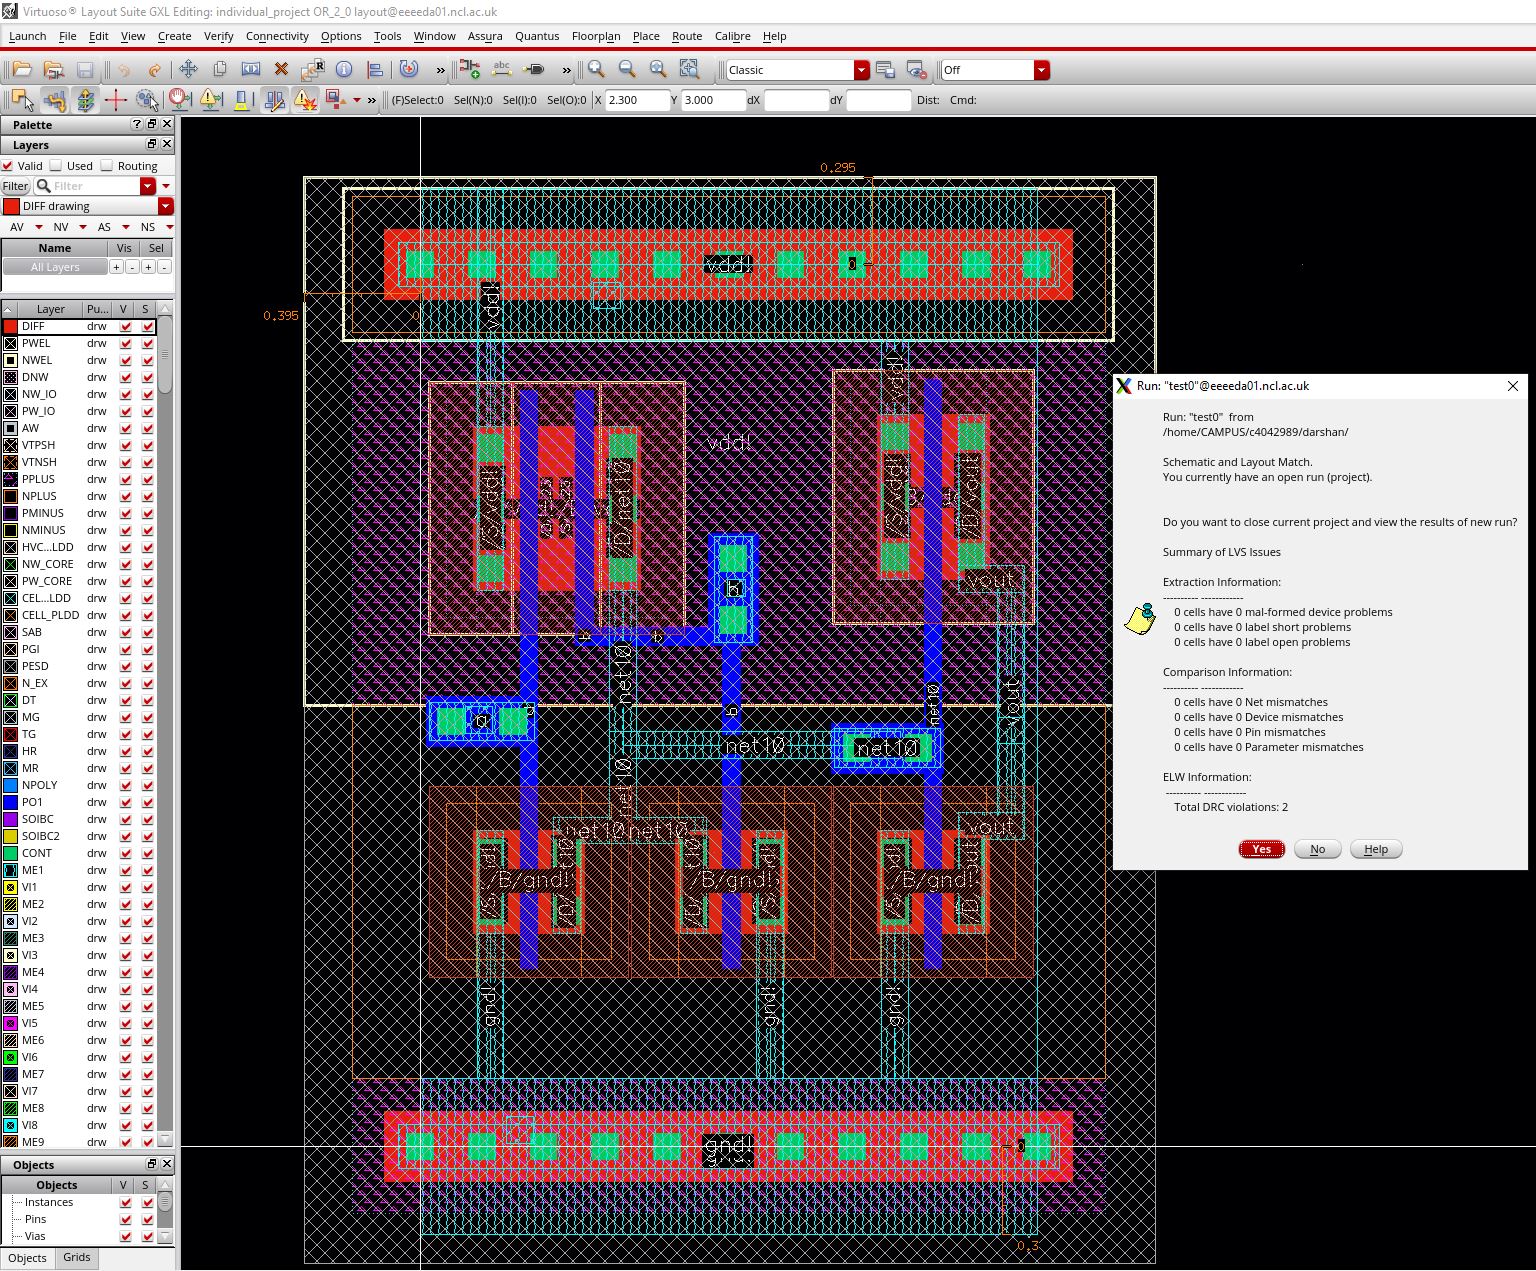 Virtuoso® Layout Suite GXL Editing: individual_project OR_2_0 layout@eeeeda01.ncl.ac.uk
Launch File Edit View Create Verify Connectivity Options Tools Window Assura Quantus Floorplan Place Route Calibre Help
» » Classic Off
» (F)Select:0 Sel(N):0 Sel(I):0 Sel(O):0 X 2.300 Y 3.000 dX dY Dist: Cmd:
Palette
Layers
Valid Used Routing
Filter Filter
DIFF drawing
AV NV AS NS
Name Vis Sel
All Layers + - + -
Layer Pu... V S
DIFF drw
PWEL drw
NWEL drw
DNW drw
NW_IO drw
PW_IO drw
AW drw
VTPSH drw
VTNSH drw
PPLUS drw
NPLUS drw
PMINUS drw
NMINUS drw
HVC...LDD drw
NW_CORE drw
PW_CORE drw
CEL...LDD drw
CELL_PLDD drw
SAB drw
PGI drw
PESD drw
N_EX drw
DT drw
MG drw
TG drw
HR drw
MR drw
NPOLY drw
PO1 drw
SOIBC drw
SOIBC2 drw
CONT drw
ME1 drw
VI1 drw
ME2 drw
VI2 drw
ME3 drw
VI3 drw
ME4 drw
VI4 drw
ME5 drw
VI5 drw
ME6 drw
VI6 drw
ME7 drw
VI7 drw
ME8 drw
VI8 drw
ME9 drw
Objects
Objects V S
Instances
Pins
Vias
Objects Grids
0.295
vdd! 0
0.395 0
vdd!
vdd!
vdd!
/S/vdd!
/D/net10
/S/vdd!
/D/vout
vout
b b
net10
b
vout
net10
a
net10 net10
net10
net10 net10
vout
/B/gnd! /B/gnd! /B/gnd!
gnd! gnd! gnd!
gnd! 0
0.3
Run: "test0"@eeeeda01.ncl.ac.uk
Run: "test0" from
/home/CAMPUS/c4042989/darshan/
Schematic and Layout Match.
You currently have an open run (project).
Do you want to close current project and view the results of new run?
Summary of LVS Issues
Extraction Information:
---------- ------------
0 cells have 0 mal-formed device problems
0 cells have 0 label short problems
0 cells have 0 label open problems
Comparison Information:
---------- ------------
0 cells have 0 Net mismatches
0 cells have 0 Device mismatches
0 cells have 0 Pin mismatches
0 cells have 0 Parameter mismatches
ELW Information:
---------- ------------
Total DRC violations: 2
Yes No Help